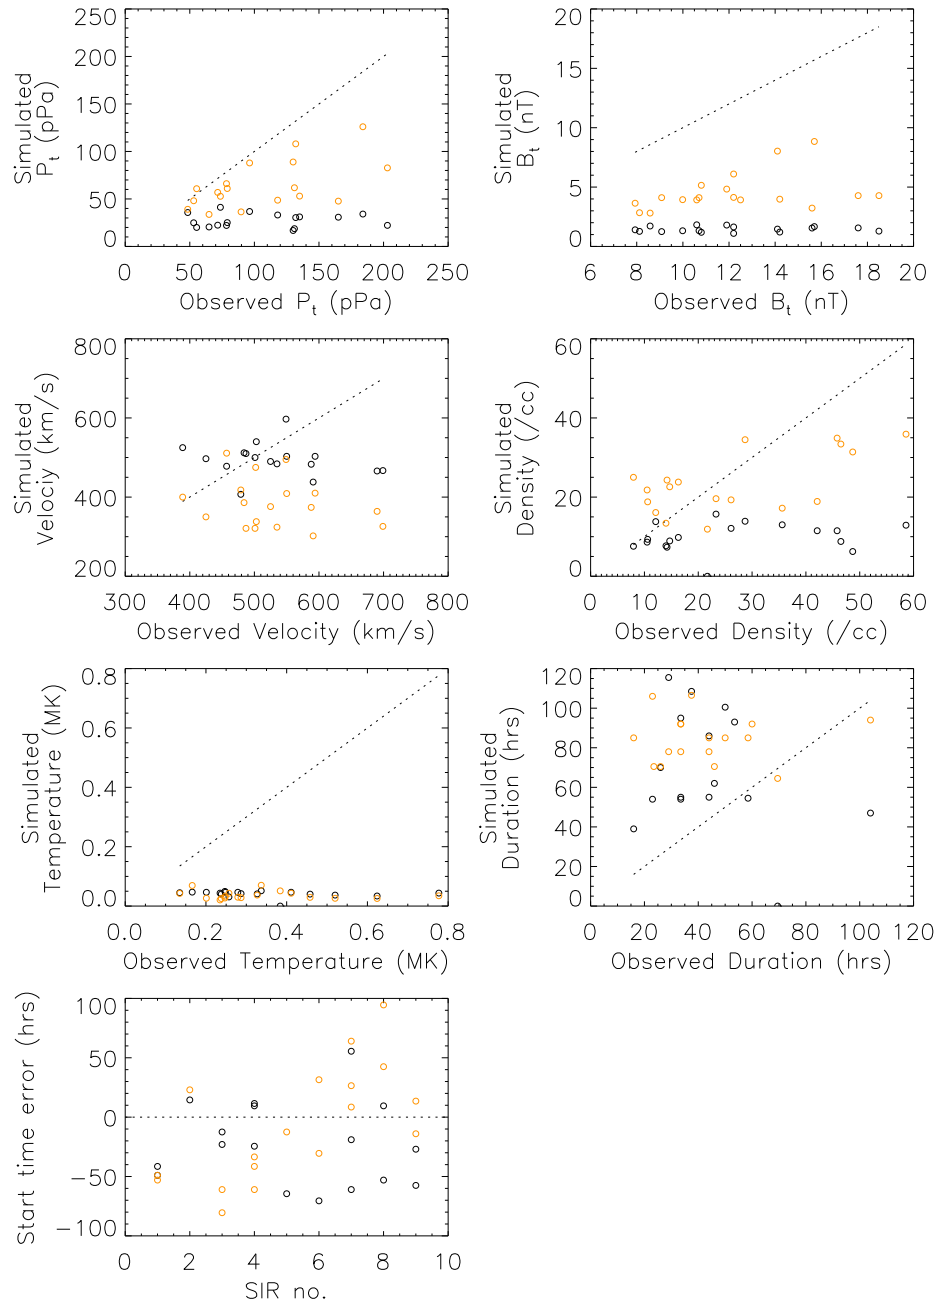 Simulated
P_t (pPa)
250
200
150
100
50
0
0 50 100 150 200 250
Observed P_t (pPa)
Simulated
B_t (nT)
20
15
10
5
0
6 8 10 12 14 16 18 20
Observed B_t (nT)
Simulated
Velociy (km/s)
800
600
400
200
300 400 500 600 700 800
Observed Velocity (km/s)
Simulated
Density (/cc)
60
40
20
0
0 10 20 30 40 50 60
Observed Density (/cc)
Simulated
Temperature (MK)
0.8
0.6
0.4
0.2
0.0
0.0 0.2 0.4 0.6 0.8
Observed Temperature (MK)
Simulated
Duration (hrs)
120
100
80
60
40
20
0
0 20 40 60 80 100 120
Observed Duration (hrs)
Start time error (hrs)
100
50
0
−50
−100
0 2 4 6 8 10
SIR no.